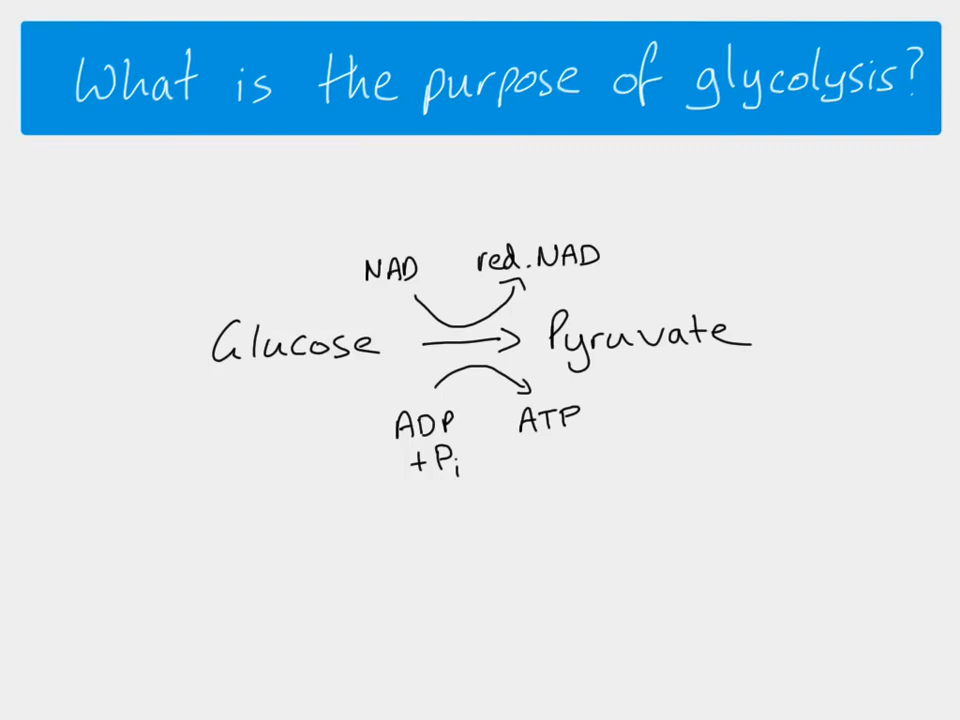 What is the purpose of glycolysis?
NAD red.NAD
Glucose Pyruvate
ADP ATP
+Pi